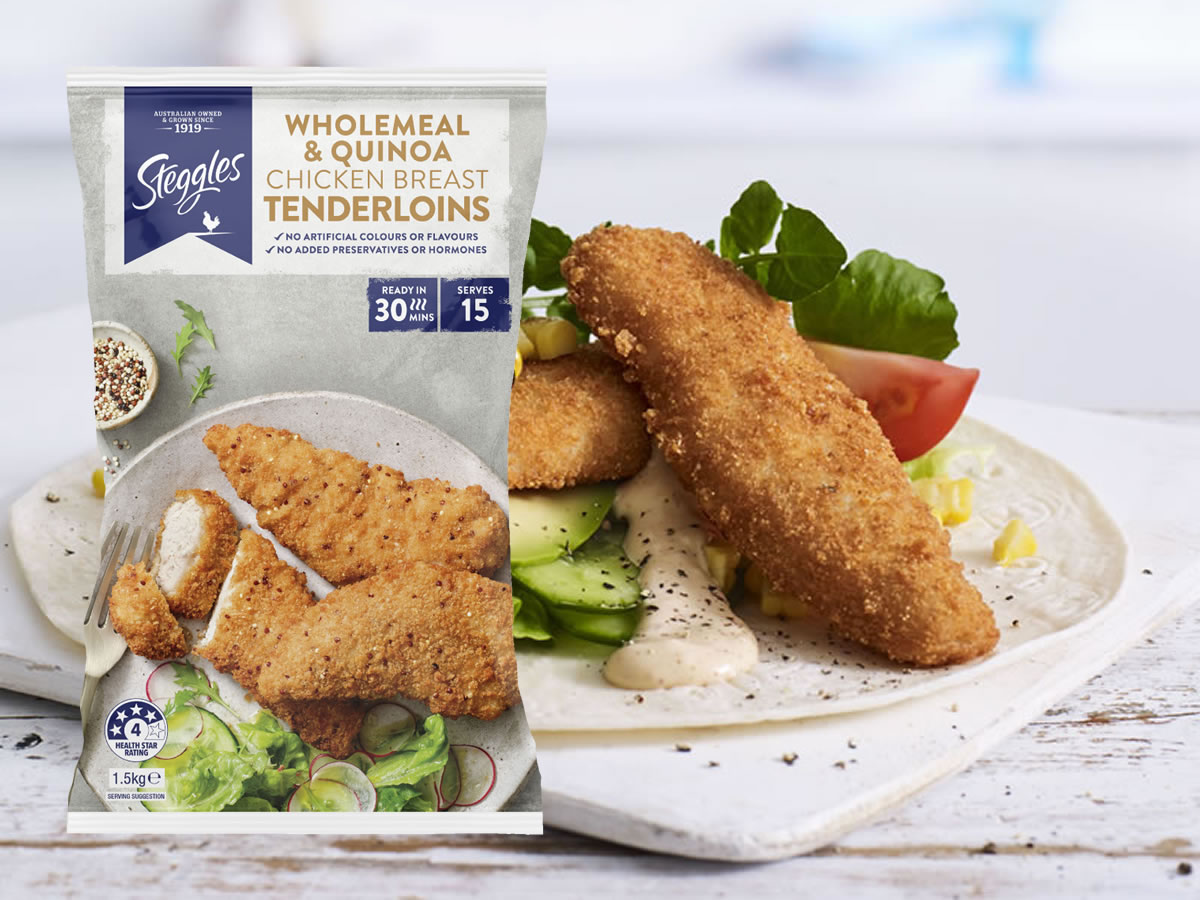 AUSTRALIAN OWNED
& GROWN SINCE
1919
Steggles
WHOLEMEAL
& QUINOA
CHICKEN BREAST
TENDERLOINS
✓NO ARTIFICIAL COLOURS OR FLAVOURS
✓NO ADDED PRESERVATIVES OR HORMONES
READY IN
30 MINS
SERVES
15
4
HEALTH STAR
RATING
1.5kg℮
SERVING SUGGESTION